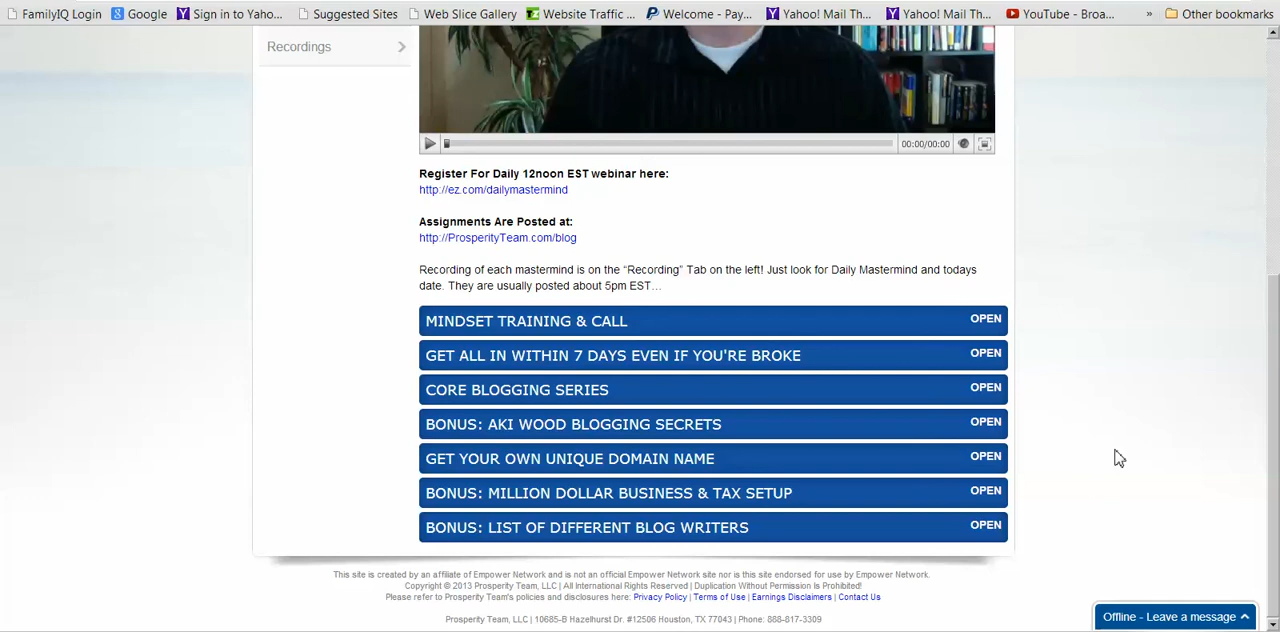 FamilyIQ Login Google Sign in to Yaho... Suggested Sites Web Slice Gallery Website Traffic ... Welcome - Pay... Yahoo! Mail Th... Yahoo! Mail Th... YouTube - Broa... » Other bookmarks
Recordings
00:00/00:00
Register For Daily 12noon EST webinar here:
http://ez.com/dailymastermind
Assignments Are Posted at:
http://ProsperityTeam.com/blog
Recording of each mastermind is on the “Recording” Tab on the left! Just look for Daily Mastermind and todays
date. They are usually posted about 5pm EST…
MINDSET TRAINING & CALL OPEN
GET ALL IN WITHIN 7 DAYS EVEN IF YOU'RE BROKE OPEN
CORE BLOGGING SERIES OPEN
BONUS: AKI WOOD BLOGGING SECRETS OPEN
GET YOUR OWN UNIQUE DOMAIN NAME OPEN
BONUS: MILLION DOLLAR BUSINESS & TAX SETUP OPEN
BONUS: LIST OF DIFFERENT BLOG WRITERS OPEN
This site is created by an affiliate of Empower Network and is not an official Empower Network site nor is this site endorsed for use by Empower Network.
Copyright © 2013 Prosperity Team, LLC | All International Rights Reserved | Duplication Without Permission Is Prohibited!
Please refer to Prosperity Team's policies and disclosures here: Privacy Policy | Terms of Use | Earnings Disclaimers | Contact Us
Prosperity Team, LLC | 10685-B Hazelhurst Dr. #12506 Houston, TX 77043 | Phone: 888-817-3309
Offline - Leave a message